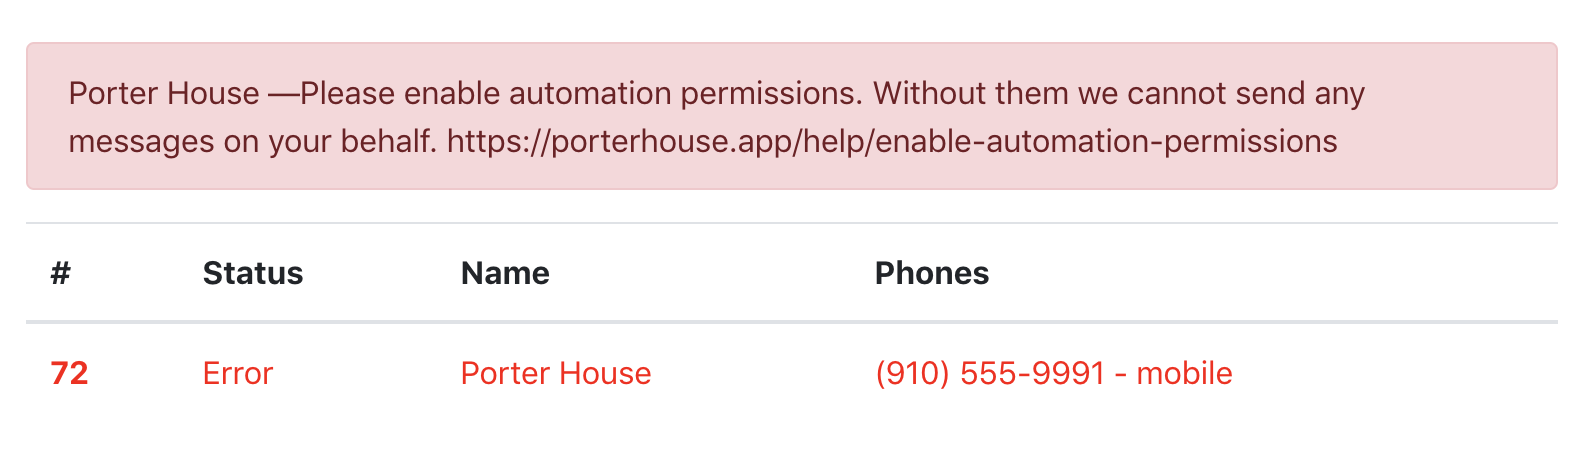 Porter House —Please enable automation permissions. Without them we cannot send any
messages on your behalf. https://porterhouse.app/help/enable-automation-permissions
# Status Name Phones
72 Error Porter House (910) 555-9991 - mobile